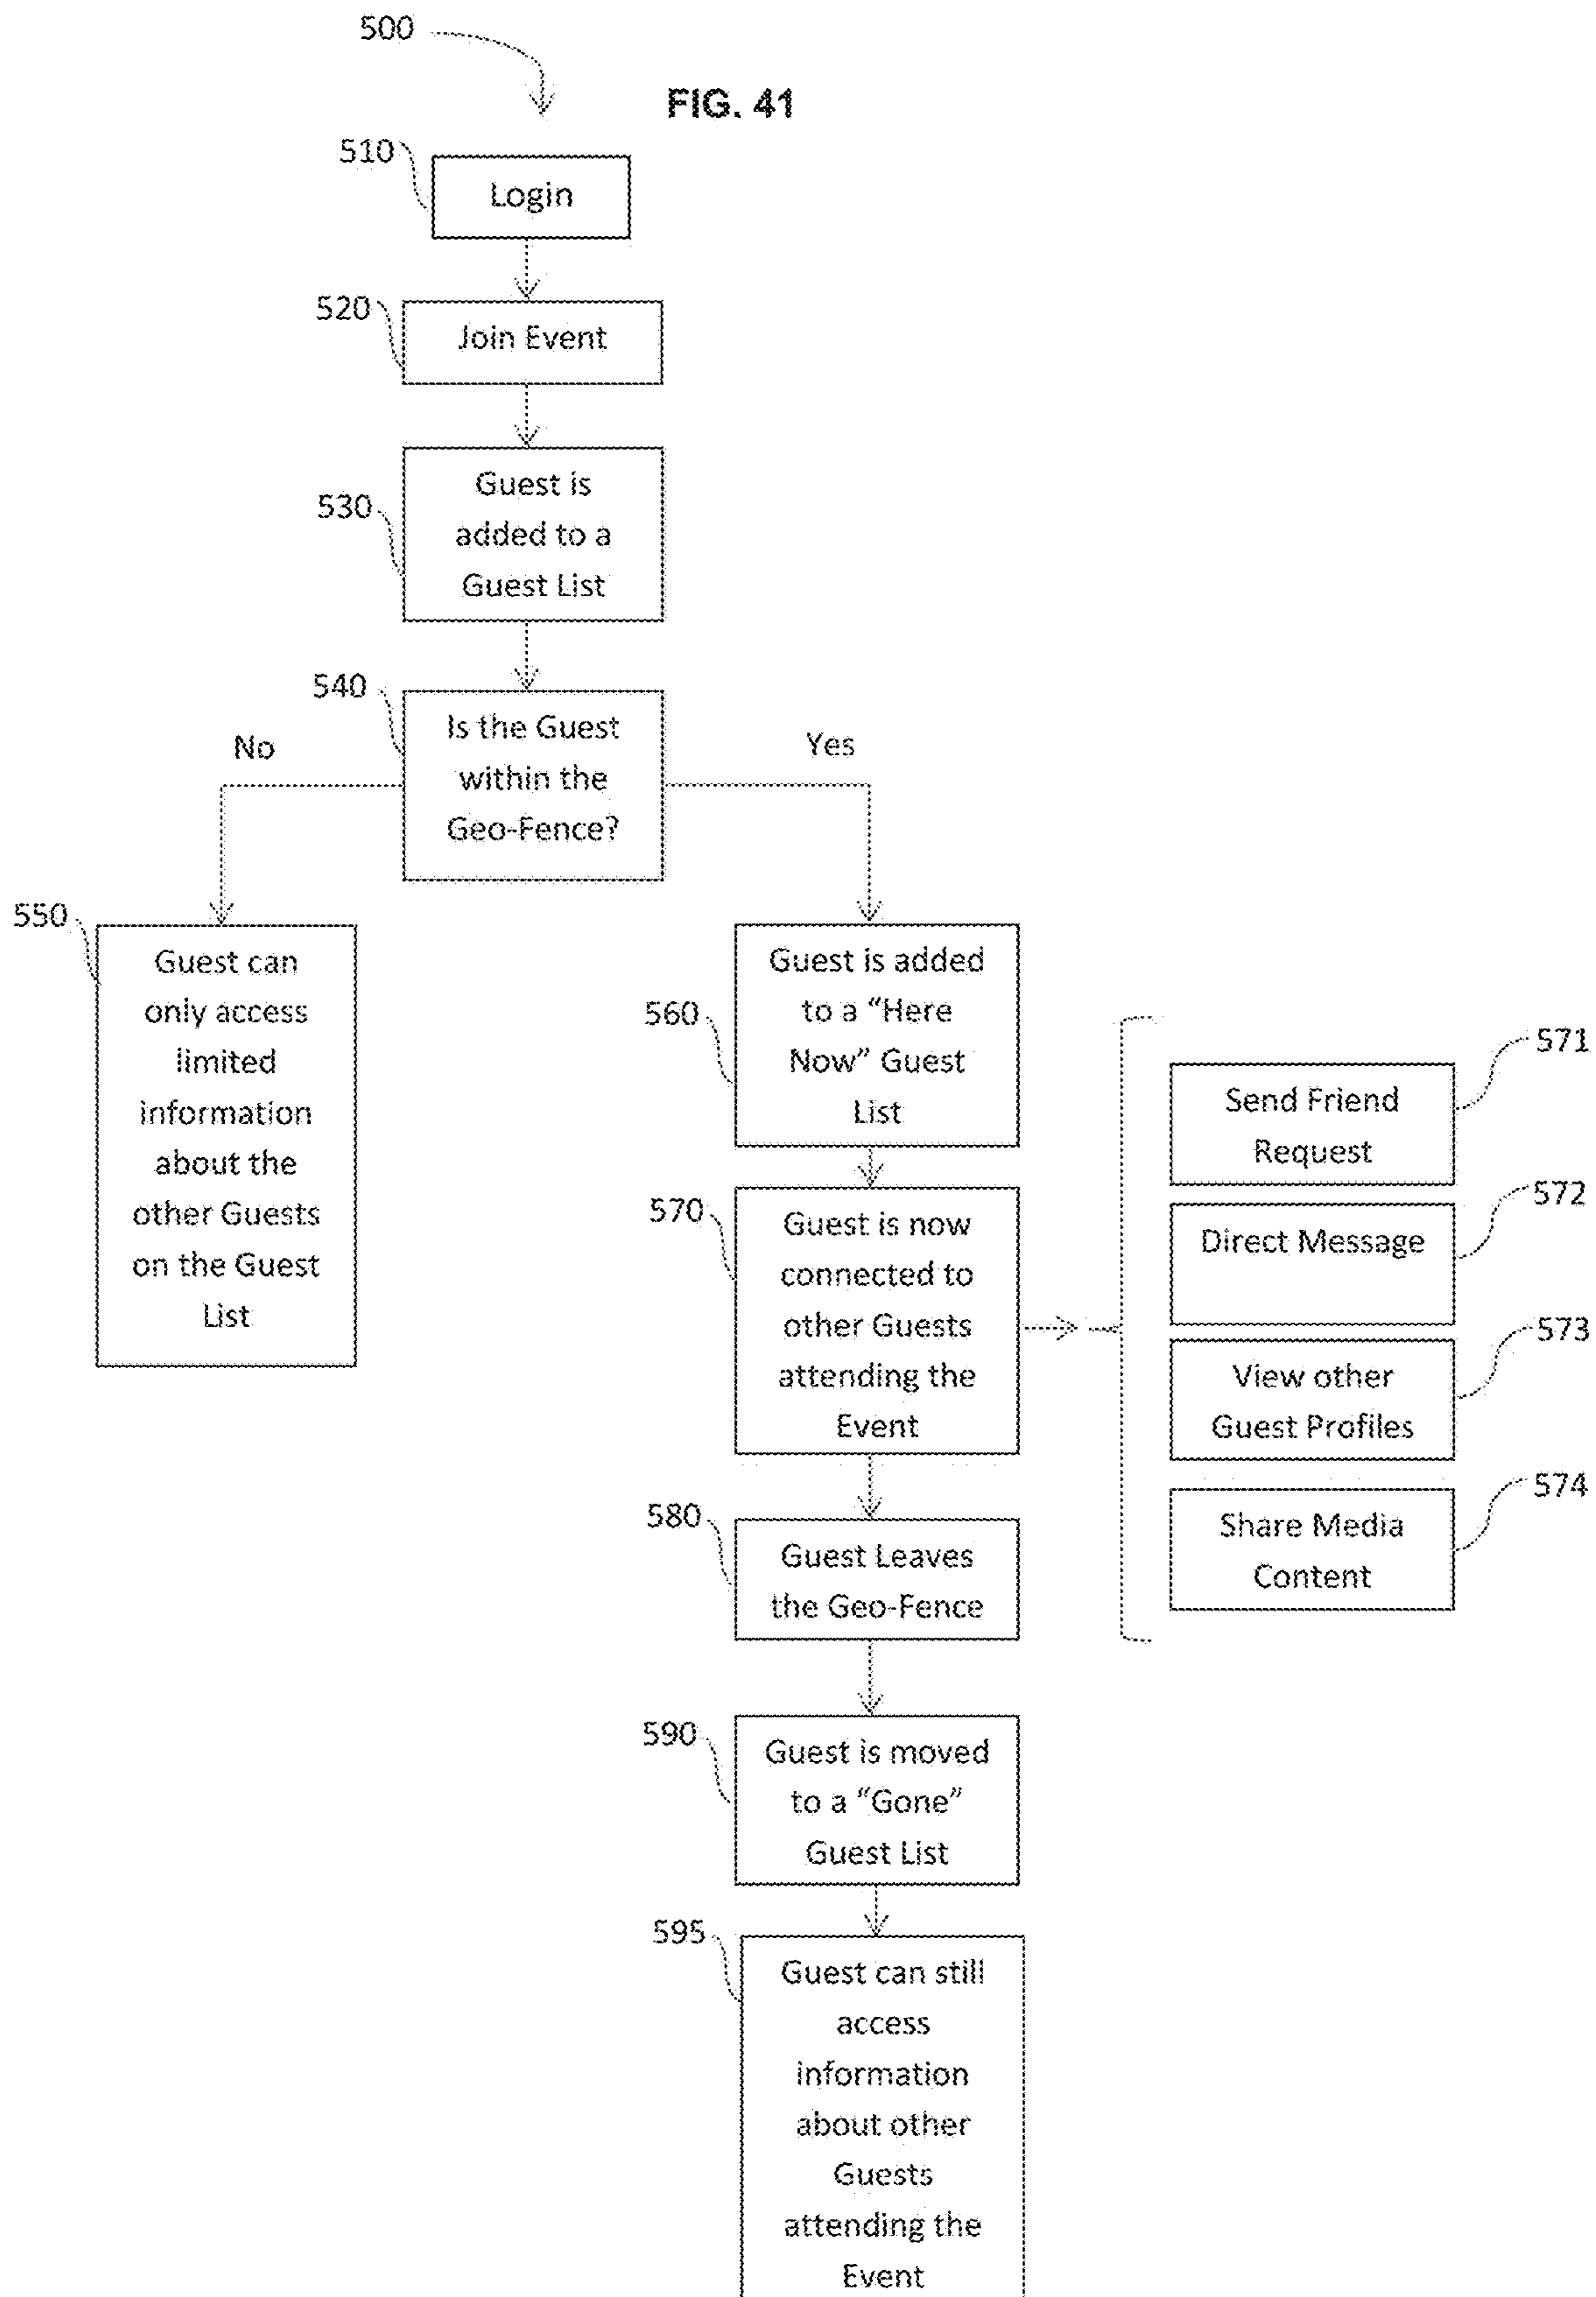 500
FIG. 41
510
Login
520
Join Event
530
Guest is
added to a
Guest List
540
Is the Guest
within the
Geo-Fence?
No
Yes
550
Guest can
only access
limited
information
about the
other Guests
on the Guest
List
560
Guest is added
to a “Here
Now” Guest
List
570
Guest is now
connected to
other Guests
attending the
Event
571
Send Friend
Request
572
Direct Message
573
View other
Guest Profiles
574
Share Media
Content
580
Guest Leaves
the Geo-Fence
590
Guest is moved
to a “Gone”
Guest List
595
Guest can still
access
information
about other
Guests
attending the
Event